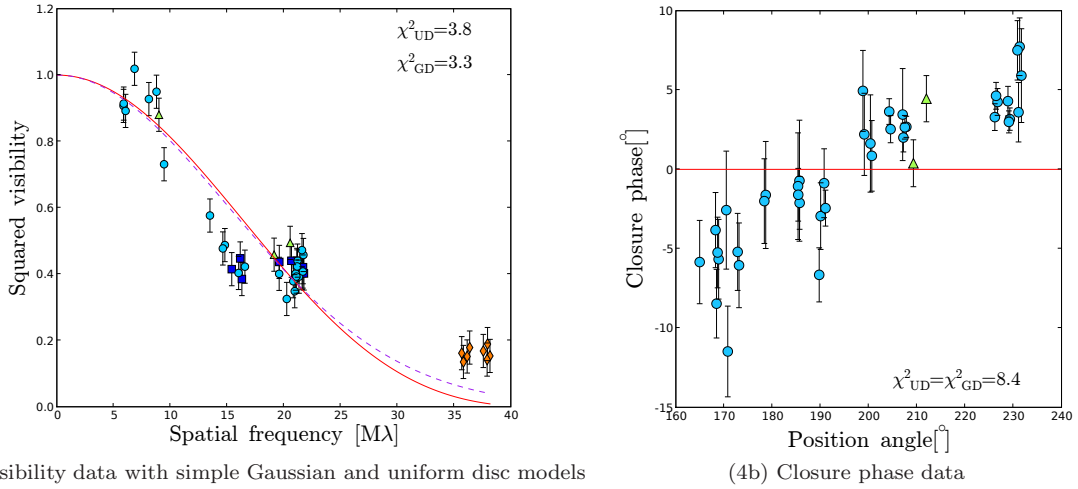 χ²UD=3.8
χ²GD=3.3
1.2
1.0
0.8
0.6
0.4
0.2
0.0
Squared visibility
0 5 10 15 20 25 30 35 40
Spatial frequency [Mλ]
sibility data with simple Gaussian and uniform disc models
10
5
0
-5
-10
-15
Closure phase[°]
χ²UD=χ²GD=8.4
160 170 180 190 200 210 220 230 240
Position angle[°]
(4b) Closure phase data